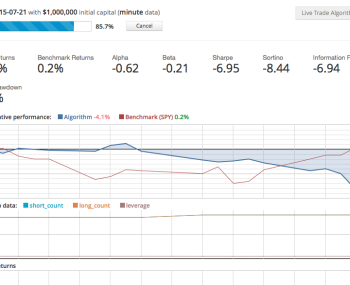 15-07-21 with $1,000,000 initial capital (minute data)
Live Trade Algorith
85.7%
Cancel
turns Benchmark Returns Alpha Beta Sharpe Sortino Information R
% 0.2% -0.62 -0.21 -6.95 -8.44 -6.94
awdown
%
ative performance: Algorithm -4.1% Benchmark (SPY) 0.2%
data: short_count long_count leverage
turns